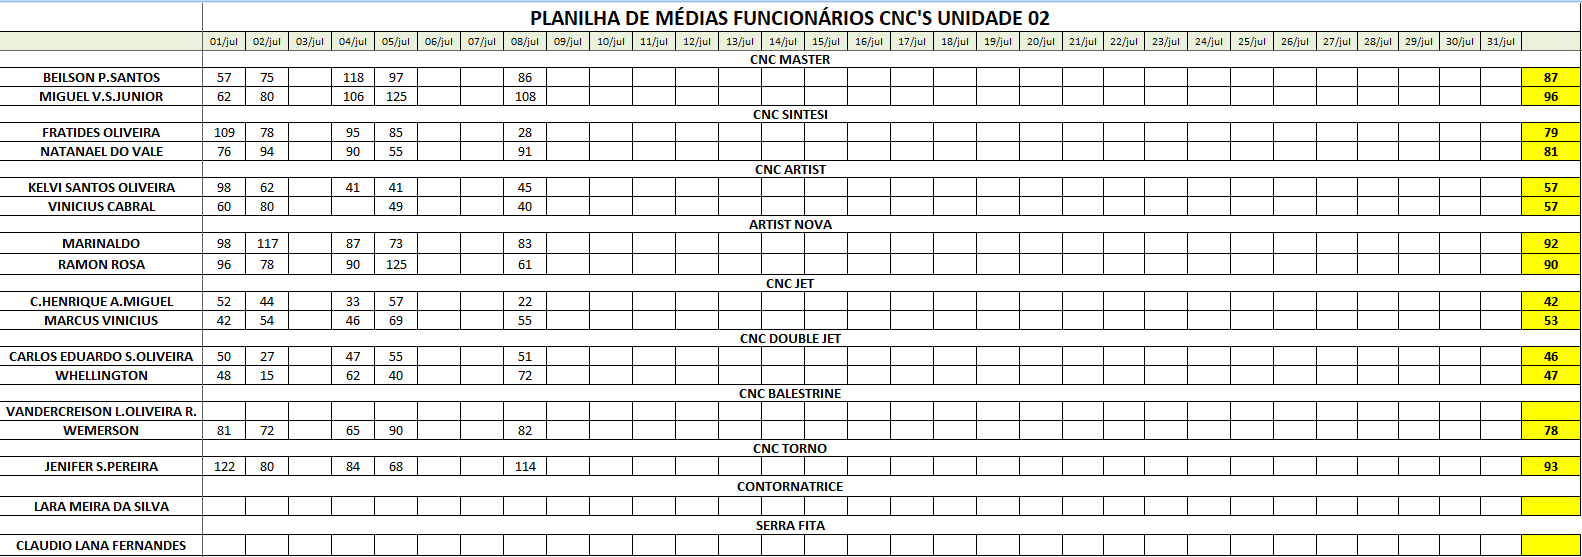 PLANILHA DE MÉDIAS FUNCIONÁRIOS CNC'S UNIDADE 02
01/jul 02/jul 03/jul 04/jul 05/jul 06/jul 07/jul 08/jul 09/jul 10/jul 11/jul 12/jul 13/jul 14/jul 15/jul 16/jul 17/jul 18/jul 19/jul 20/jul 21/jul 22/jul 23/jul 24/jul 25/jul 26/jul 27/jul 28/jul 29/jul 30/jul 31/jul
CNC MASTER
BEILSON P.SANTOS 57 75 118 97 86 87
MIGUEL V.S.JUNIOR 62 80 106 125 108 96
CNC SINTESI
FRATIDES OLIVEIRA 109 78 95 85 28 79
NATANAEL DO VALE 76 94 90 55 91 81
CNC ARTIST
KELVI SANTOS OLIVEIRA 98 62 41 41 45 57
VINICIUS CABRAL 60 80 49 40 57
ARTIST NOVA
MARINALDO 98 117 87 73 83 92
RAMON ROSA 96 78 90 125 61 90
CNC JET
C.HENRIQUE A.MIGUEL 52 44 33 57 22 42
MARCUS VINICIUS 42 54 46 69 55 53
CNC DOUBLE JET
CARLOS EDUARDO S.OLIVEIRA 50 27 47 55 51 46
WHELLINGTON 48 15 62 40 72 47
CNC BALESTRINE
VANDERCREISON L.OLIVEIRA R.
WEMERSON 81 72 65 90 82 78
CNC TORNO
JENIFER S.PEREIRA 122 80 84 68 114 93
CONTORNATRICE
LARA MEIRA DA SILVA
SERRA FITA
CLAUDIO LANA FERNANDES